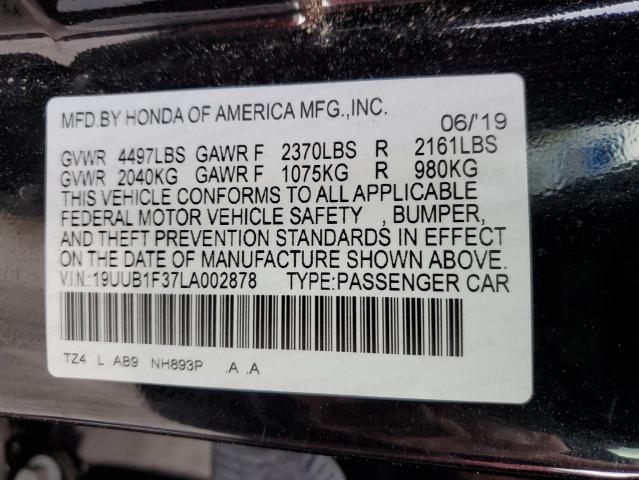 MFD.BY HONDA OF AMERICA MFG.,INC.
06/'19
GVWR 4497LBS GAWR F 2370LBS R 2161LBS
GVWR 2040KG GAWR F 1075KG R 980KG
THIS VEHICLE CONFORMS TO ALL APPLICABLE
FEDERAL MOTOR VEHICLE SAFETY , BUMPER,
AND THEFT PREVENTION STANDARDS IN EFFECT
ON THE DATE OF MANUFACTURE SHOWN ABOVE.
V.I.N.:19UUB1F37LA002878 TYPE:PASSENGER CAR
TZ4 L AB9 NH893P .A .A